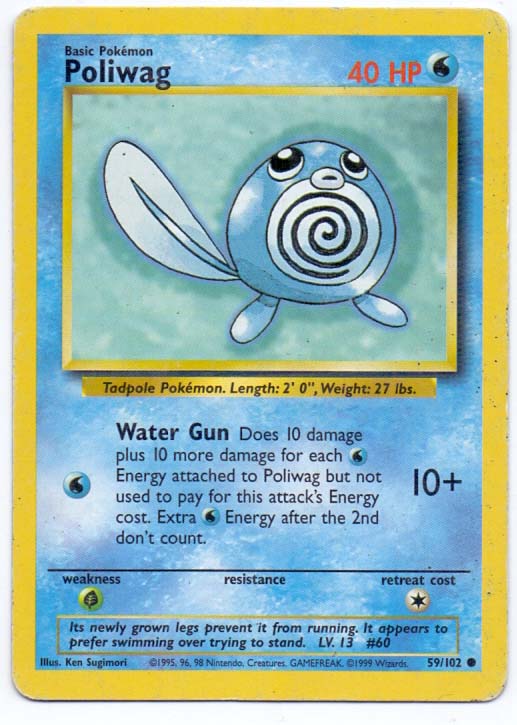 Basic Pokémon
Poliwag
40 HP
Tadpole Pokémon. Length: 2' 0", Weight: 27 lbs.
Water Gun Does 10 damage
plus 10 more damage for each
Energy attached to Poliwag but not
used to pay for this attack's Energy
cost. Extra Energy after the 2nd
don't count.
10+
weakness resistance retreat cost
Its newly grown legs prevent it from running. It appears to
prefer swimming over trying to stand. LV. 13 #60
Illus. Ken Sugimori ©1995, 96, 98 Nintendo, Creatures, GAMEFREAK. ©1999 Wizards. 59/102